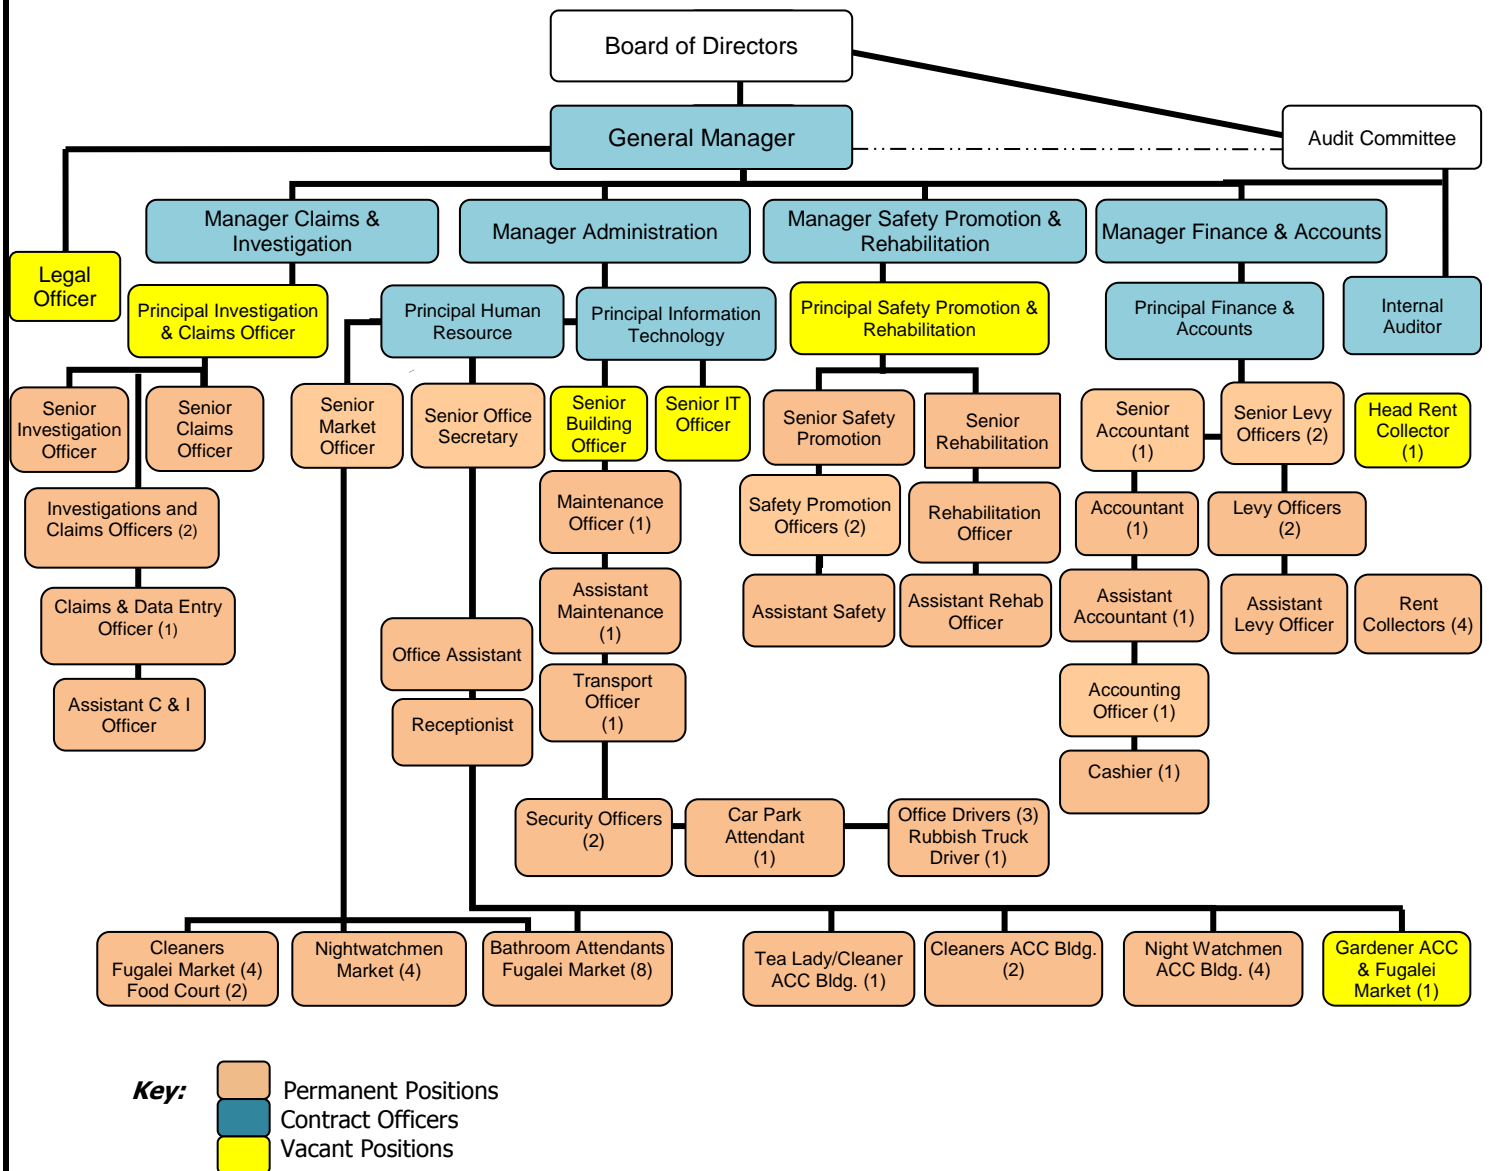 Board of Directors
General Manager
Audit Committee
Manager Claims &
Investigation
Manager Administration
Manager Safety Promotion &
Rehabilitation
Manager Finance & Accounts
Legal
Officer
Principal Investigation
& Claims Officer
Principal Human
Resource
Principal Information
Technology
Principal Safety Promotion &
Rehabilitation
Principal Finance &
Accounts
Internal
Auditor
Senior
Investigation
Officer
Senior
Claims
Officer
Senior
Market
Officer
Senior Office
Secretary
Senior
Building
Officer
Senior IT
Officer
Senior Safety
Promotion
Senior
Rehabilitation
Senior
Accountant
(1)
Senior Levy
Officers (2)
Head Rent
Collector
(1)
Investigations and
Claims Officers (2)
Maintenance
Officer (1)
Safety Promotion
Officers (2)
Rehabilitation
Officer
Accountant
(1)
Levy Officers
(2)
Claims & Data Entry
Officer (1)
Assistant
Maintenance
(1)
Assistant Safety
Assistant Rehab
Officer
Assistant
Accountant (1)
Assistant
Levy Officer
Rent
Collectors (4)
Office Assistant
Assistant C & I
Officer
Receptionist
Transport
Officer
(1)
Accounting
Officer (1)
Cashier (1)
Security Officers
(2)
Car Park
Attendant
(1)
Office Drivers (3)
Rubbish Truck
Driver (1)
Cleaners
Fugalei Market (4)
Food Court (2)
Nightwatchmen
Market (4)
Bathroom Attendants
Fugalei Market (8)
Tea Lady/Cleaner
ACC Bldg. (1)
Cleaners ACC Bldg.
(2)
Night Watchmen
ACC Bldg. (4)
Gardener ACC
& Fugalei
Market (1)
Key:
Permanent Positions
Contract Officers
Vacant Positions